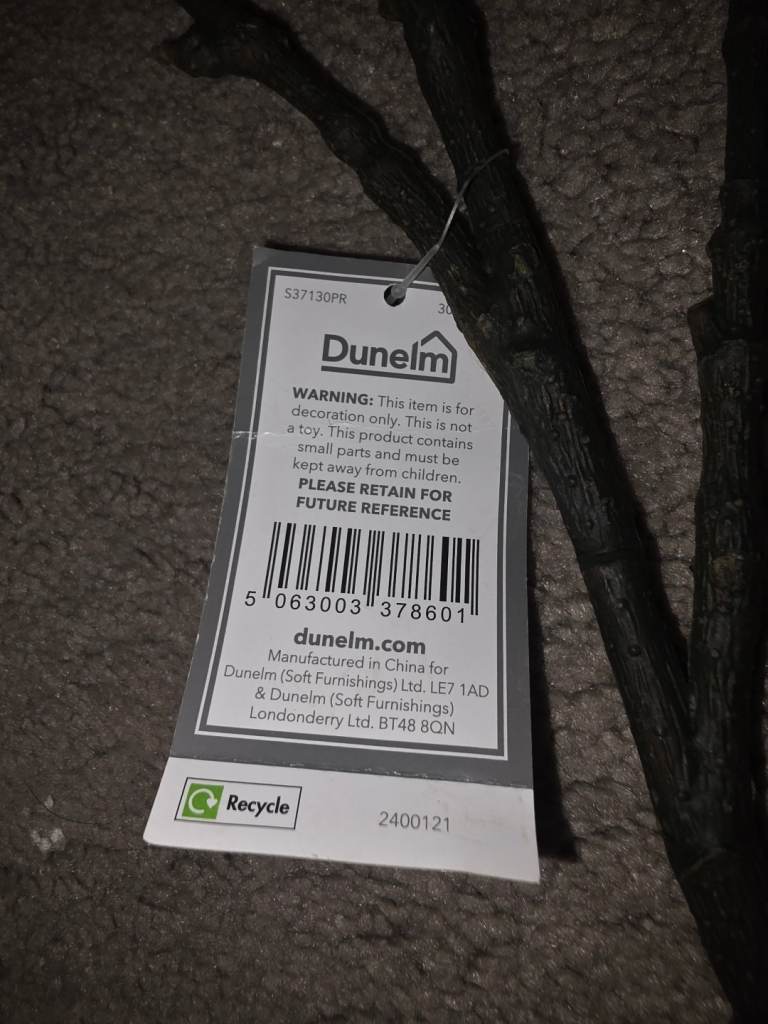 S37130PR
Dunelm
WARNING: This item is for
decoration only. This is not
a toy. This product contains
small parts and must be
kept away from children.
PLEASE RETAIN FOR
FUTURE REFERENCE
5 063003 378601
dunelm.com
Manufactured in China for
Dunelm (Soft Furnishings) Ltd. LE7 1AD
& Dunelm (Soft Furnishings)
Londonderry Ltd. BT48 8QN
Recycle
2400121